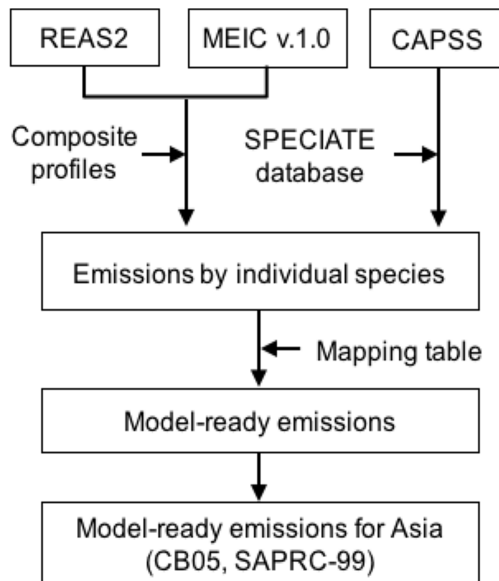 REAS2
MEIC v.1.0
CAPSS
Composite
profiles
SPECIATE
database
Emissions by individual species
Mapping table
Model-ready emissions
Model-ready emissions for Asia
(CB05, SAPRC-99)